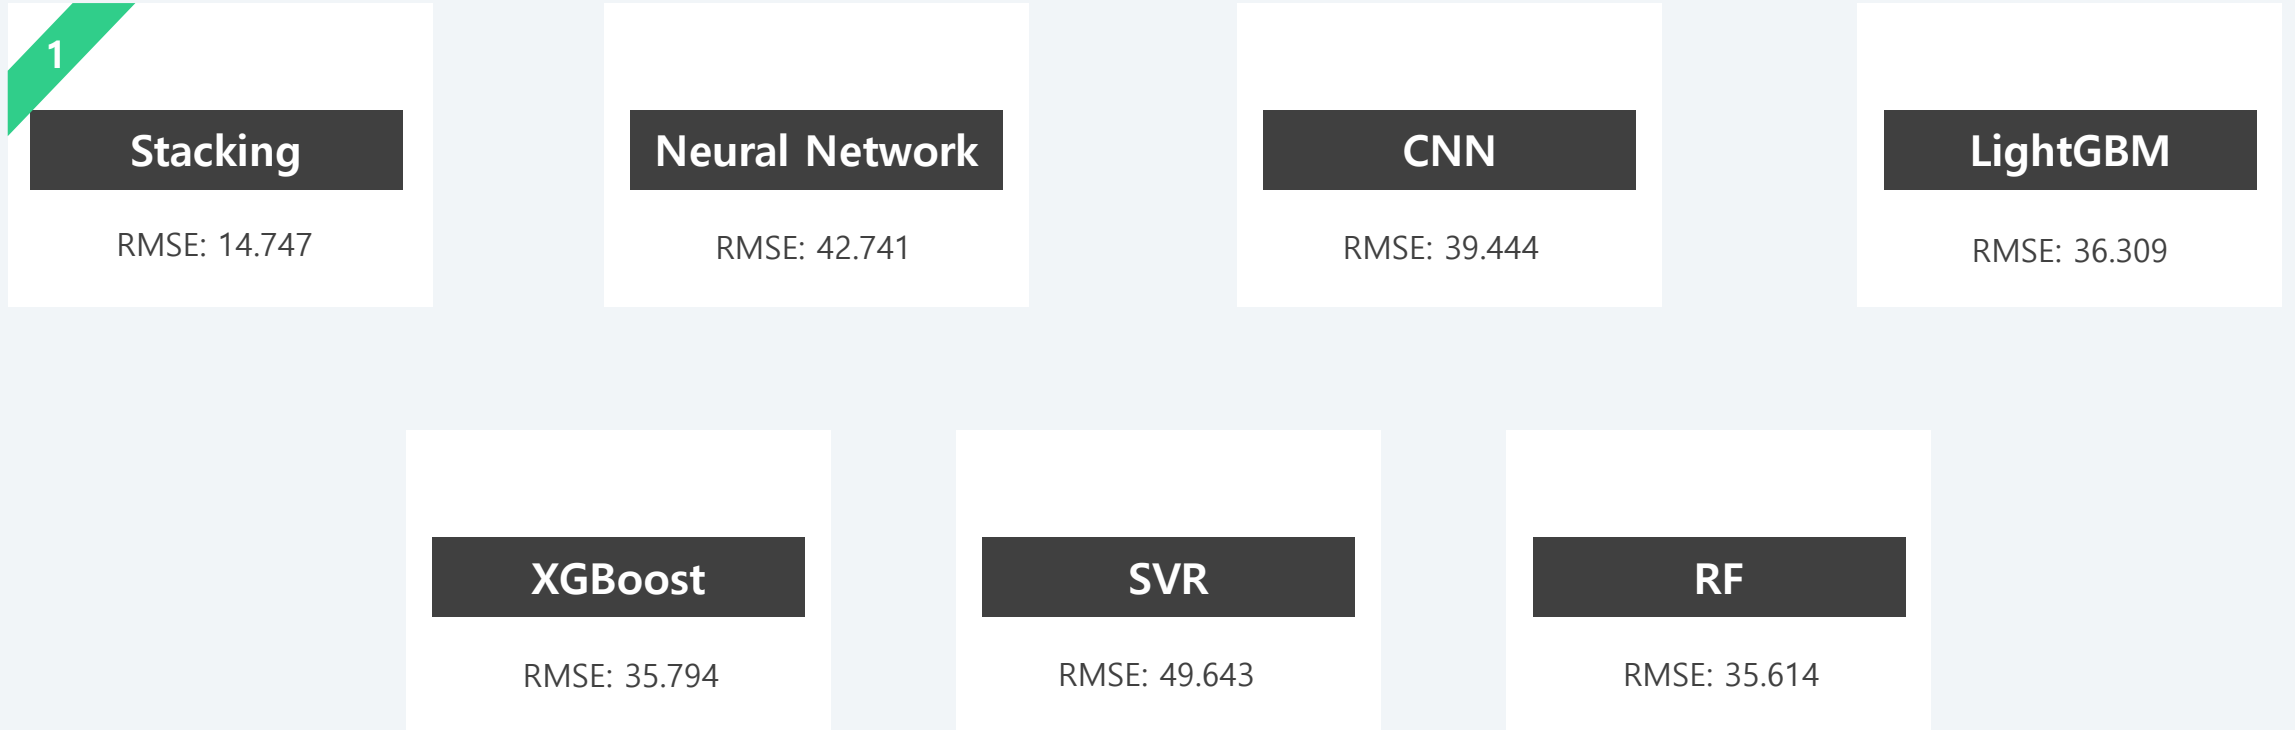 1
Stacking
RMSE: 14.747
Neural Network
RMSE: 42.741
CNN
RMSE: 39.444
LightGBM
RMSE: 36.309
XGBoost
RMSE: 35.794
SVR
RMSE: 49.643
RF
RMSE: 35.614